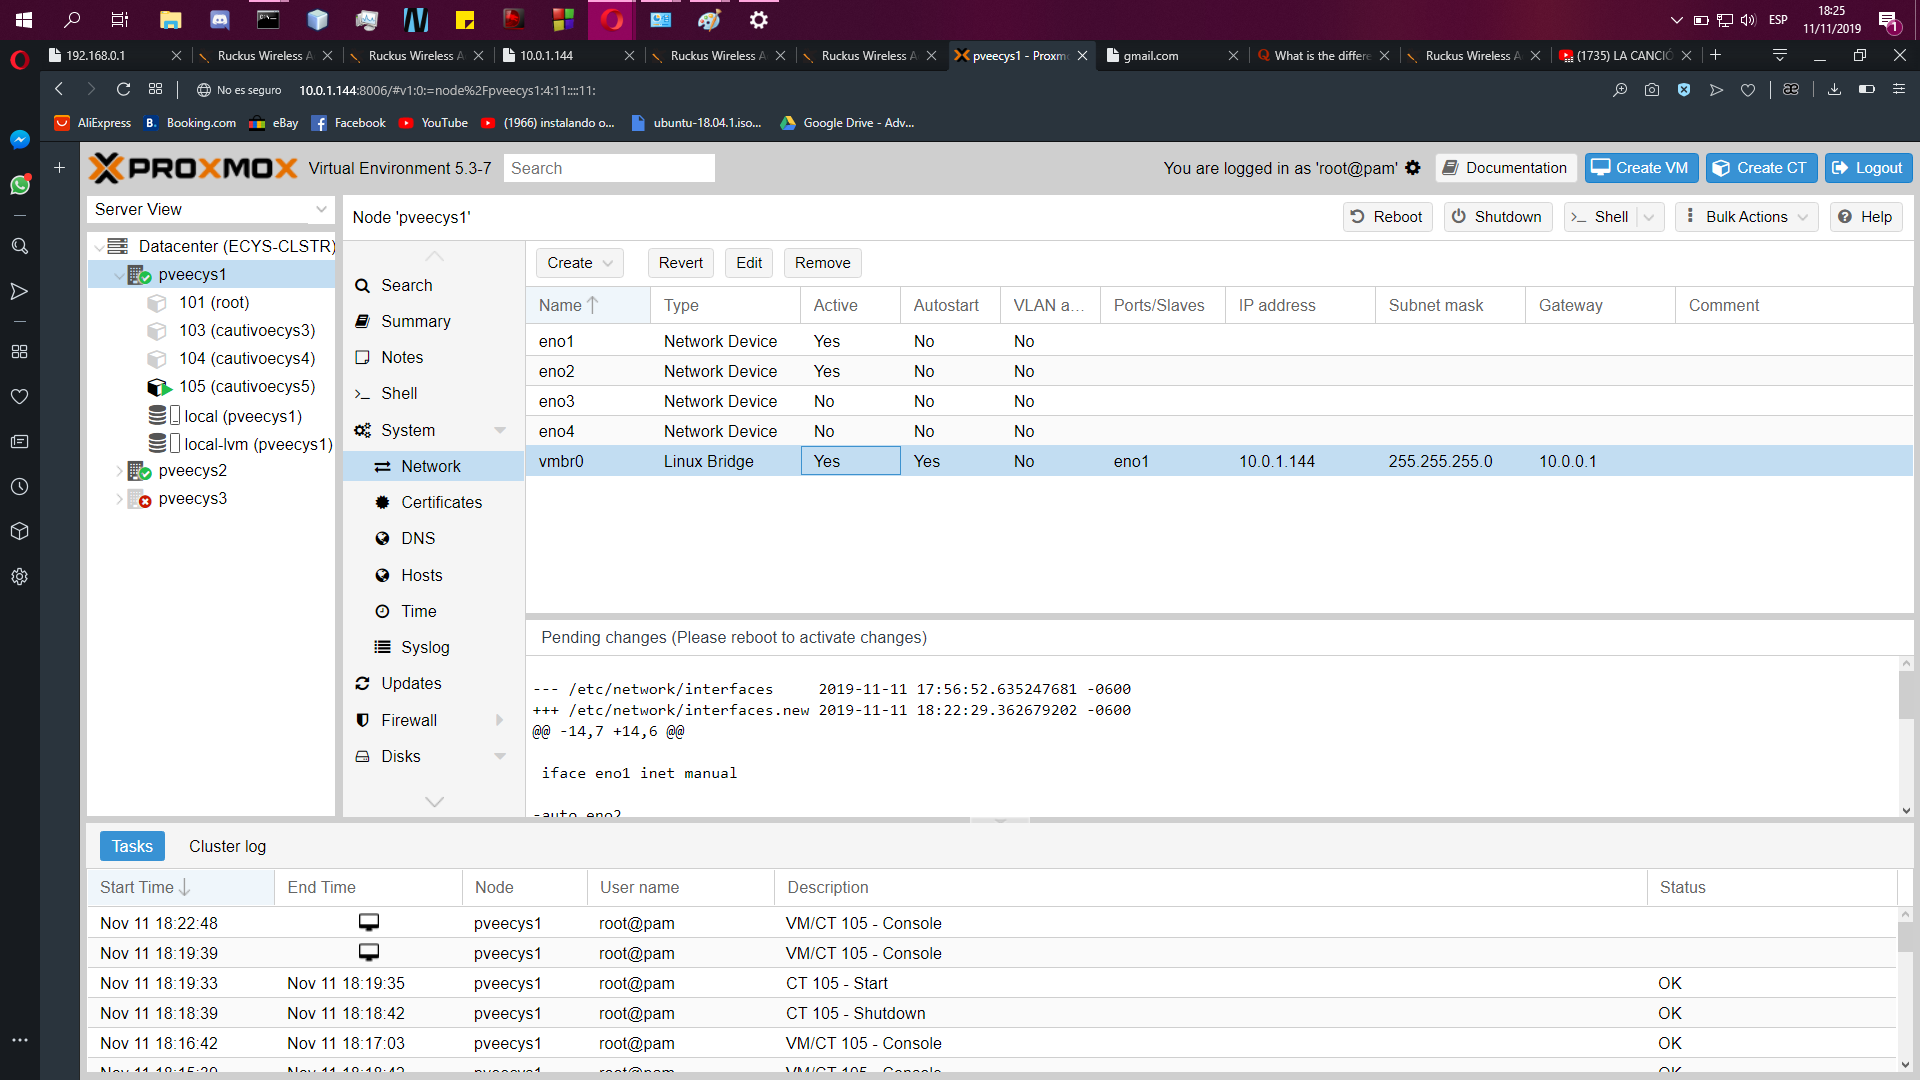 ESP
18:25
11/11/2019
1
192.168.0.1
Ruckus Wireless A
Ruckus Wireless A
10.0.1.144
Ruckus Wireless A
Ruckus Wireless A
pveecys1 - Proxmo
gmail.com
What is the differe
Ruckus Wireless A
(1735) LA CANCIÓ
No es seguro
10.0.1.144:8006/#v1:0:=node%2Fpveecys1:4:11::::11:
AliExpress
Booking.com
eBay
Facebook
YouTube
(1966) instalando o...
ubuntu-18.04.1.iso...
Google Drive - Adv...
PROXMOX
Virtual Environment 5.3-7
Search
You are logged in as 'root@pam'
Documentation
Create VM
Create CT
Logout
Server View
Node 'pveecys1'
Reboot
Shutdown
Shell
Bulk Actions
Help
Datacenter (ECYS-CLSTR)
pveecys1
101 (root)
103 (cautivoecys3)
104 (cautivoecys4)
105 (cautivoecys5)
local (pveecys1)
local-lvm (pveecys1)
pveecys2
pveecys3
Search
Summary
Notes
Shell
System
Network
Certificates
DNS
Hosts
Time
Syslog
Updates
Firewall
Disks
Create
Revert
Edit
Remove
Name Type Active Autostart VLAN a... Ports/Slaves IP address Subnet mask Gateway Comment
eno1 Network Device Yes No No
eno2 Network Device Yes No No
eno3 Network Device No No No
eno4 Network Device No No No
vmbr0 Linux Bridge Yes Yes No eno1 10.0.1.144 255.255.255.0 10.0.0.1
Pending changes (Please reboot to activate changes)
--- /etc/network/interfaces 2019-11-11 17:56:52.635247681 -0600
+++ /etc/network/interfaces.new 2019-11-11 18:22:29.362679202 -0600
@@ -14,7 +14,6 @@
iface eno1 inet manual
-auto eno2
Tasks
Cluster log
Start Time End Time Node User name Description Status
Nov 11 18:22:48 pveecys1 root@pam VM/CT 105 - Console
Nov 11 18:19:39 pveecys1 root@pam VM/CT 105 - Console
Nov 11 18:19:33 Nov 11 18:19:35 pveecys1 root@pam CT 105 - Start OK
Nov 11 18:18:39 Nov 11 18:18:42 pveecys1 root@pam CT 105 - Shutdown OK
Nov 11 18:16:42 Nov 11 18:17:03 pveecys1 root@pam VM/CT 105 - Console OK